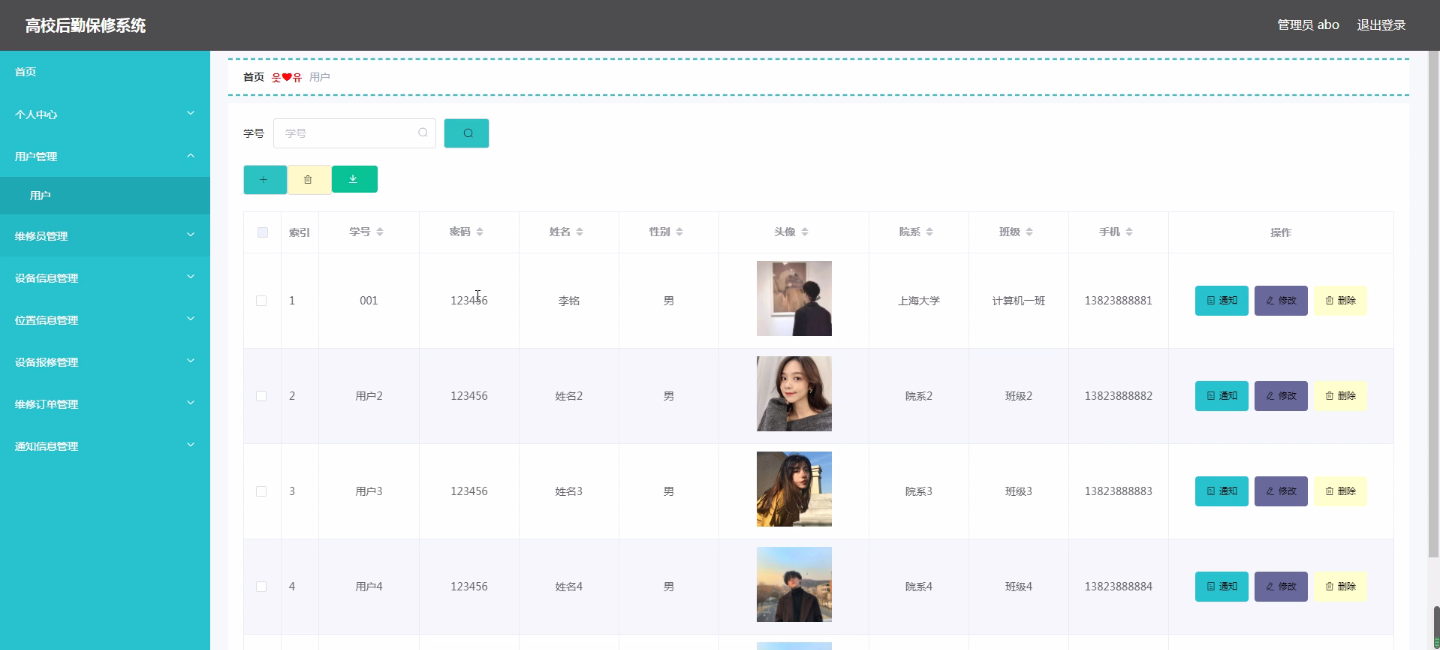 高校后勤保修系统
管理员 abo 退出登录
首页
个人中心
用户管理
用户
维修员管理
设备信息管理
位置信息管理
设备报修管理
维修订单管理
通知信息管理
首页 웃❤유 用户
学号 学号
索引 学号 密码 姓名 性别 头像 院系 班级 手机 操作
1 001 123456 李铭 男 上海大学 计算机一班 13823888881 通知 修改 删除
2 用户2 123456 姓名2 男 院系2 班级2 13823888882 通知 修改 删除
3 用户3 123456 姓名3 男 院系3 班级3 13823888883 通知 修改 删除
4 用户4 123456 姓名4 男 院系4 班级4 13823888884 通知 修改 删除